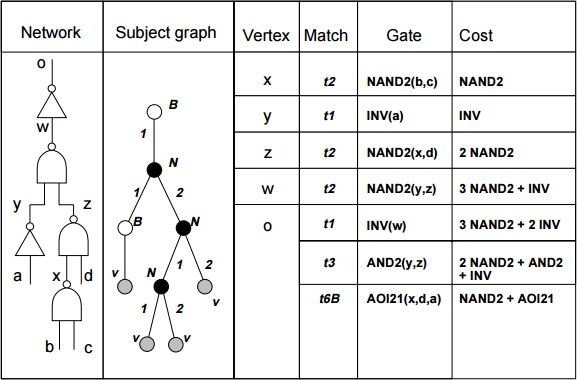 Network Subject graph Vertex Match Gate Cost
o
w
y z
a x d
b c
B
1
N
1 2
B N
v N 1 2
1 2 v
v v
x t2 NAND2(b,c) NAND2
y t1 INV(a) INV
z t2 NAND2(x,d) 2 NAND2
w t2 NAND2(y,z) 3 NAND2 + INV
o t1 INV(w) 3 NAND2 + 2 INV
t3 AND2(y,z) 2 NAND2 + AND2
+ INV
t6B AOI21(x,d,a) NAND2 + AOI21